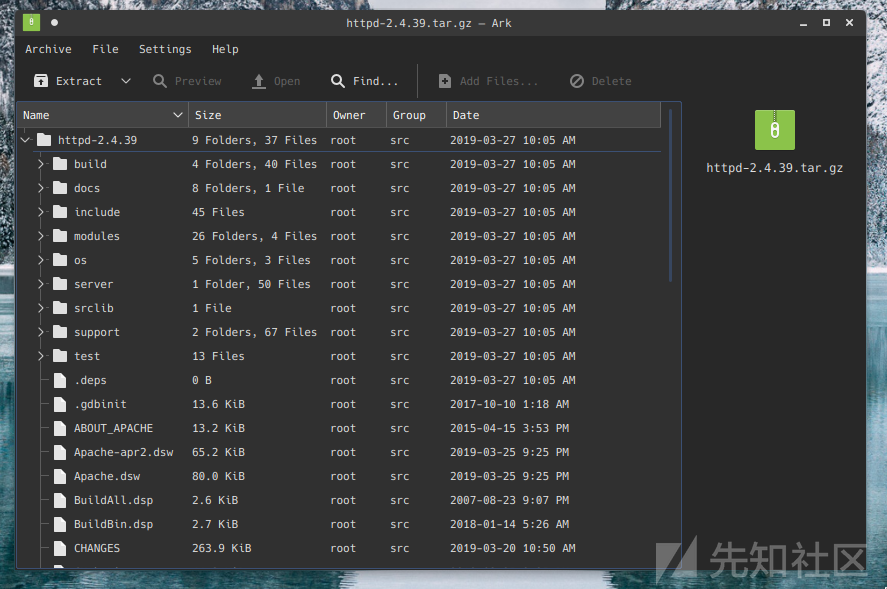 httpd-2.4.39.tar.gz — Ark
Archive File Settings Help
Extract Preview Open Find... Add Files... Delete
Name Size Owner Group Date
httpd-2.4.39 9 Folders, 37 Files root src 2019-03-27 10:05 AM
build 4 Folders, 40 Files root src 2019-03-27 10:05 AM
docs 8 Folders, 1 File root src 2019-03-27 10:05 AM
include 45 Files root src 2019-03-27 10:05 AM
modules 26 Folders, 4 Files root src 2019-03-27 10:05 AM
os 5 Folders, 3 Files root src 2019-03-27 10:05 AM
server 1 Folder, 50 Files root src 2019-03-27 10:05 AM
srclib 1 File root src 2019-03-27 10:05 AM
support 2 Folders, 67 Files root src 2019-03-27 10:05 AM
test 13 Files root src 2019-03-27 10:05 AM
.deps 0 B root src 2019-03-27 10:05 AM
.gdbinit 13.6 KiB root src 2017-10-10 1:18 AM
ABOUT_APACHE 13.2 KiB root src 2015-04-15 3:53 PM
Apache-apr2.dsw 65.2 KiB root src 2019-03-25 9:25 PM
Apache.dsw 80.0 KiB root src 2019-03-25 9:25 PM
BuildAll.dsp 2.6 KiB root src 2007-08-23 9:07 PM
BuildBin.dsp 2.7 KiB root src 2018-01-14 5:26 AM
CHANGES 263.9 KiB root src 2019-03-20 10:50 AM
httpd-2.4.39.tar.gz
先知社区